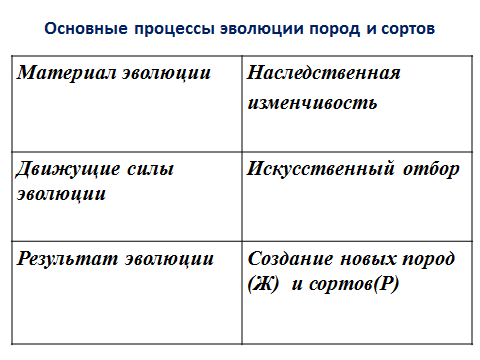 Основные процессы эволюции пород и сортов
Материал эволюции
Наследственная
изменчивость
Движущие силы
эволюции
Искусственный отбор
Результат эволюции
Создание новых пород
(Ж) и сортов(Р)